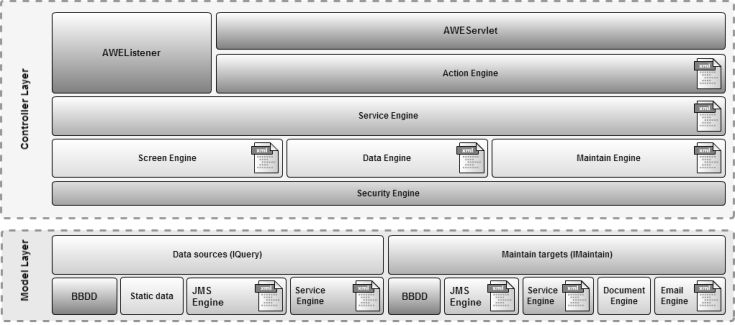 Controller Layer
AWEListener
AWEServlet
Action Engine
xml
Service Engine
xml
Screen Engine
xml
Data Engine
xml
Maintain Engine
xml
Security Engine
Model Layer
Data sources (IQuery)
Maintain targets (IMaintain)
BBDD
Static data
JMS
Engine
xml
Service
Engine
xml
BBDD
JMS
Engine
xml
Service
Engine
xml
Document
Engine
Email
Engine
xml